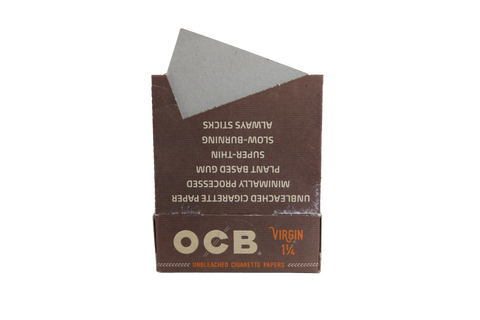 ALWAYS STICKS
SLOW-BURNING
SUPER-THIN
PLANT BASED GUM
MINIMALLY PROCESSED
UNBLEACHED CIGARETTE PAPER
OCB® VIRGIN
1¼
UNBLEACHED CIGARETTE PAPERS